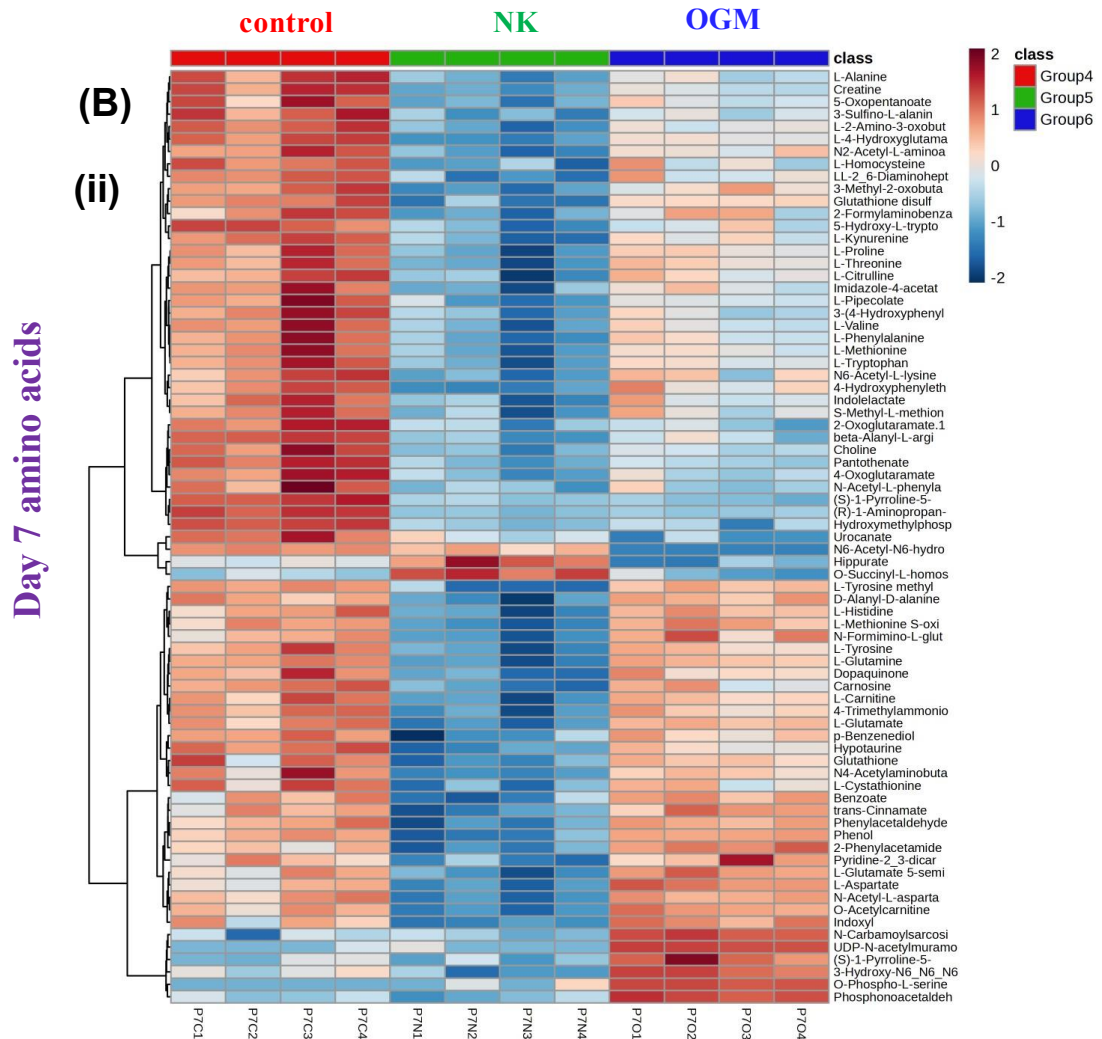 control NK OGM
(B)
(ii)
Day 7 amino acids
class
L-Alanine
Creatine
5-Oxopentanoate
3-Sulfino-L-alanin
L-2-Amino-3-oxobut
L-4-Hydroxyglutama
N2-Acetyl-L-aminoa
L-Homocysteine
LL-2_6-Diaminohept
3-Methyl-2-oxobuta
Glutathione disulf
2-Formylaminobenza
5-Hydroxy-L-trypto
L-Kynurenine
L-Proline
L-Threonine
L-Citrulline
Imidazole-4-acetat
L-Pipecolate
3-(4-Hydroxyphenyl
L-Valine
L-Phenylalanine
L-Methionine
L-Tryptophan
N6-Acetyl-L-lysine
4-Hydroxyphenyleth
Indolelactate
S-Methyl-L-methion
2-Oxoglutaramate.1
beta-Alanyl-L-argi
Choline
Pantothenate
4-Oxoglutaramate
N-Acetyl-L-phenyla
(S)-1-Pyrroline-5-
(R)-1-Aminopropan-
Hydroxymethylphosp
Urocanate
N6-Acetyl-N6-hydro
Hippurate
O-Succinyl-L-homos
L-Tyrosine methyl
D-Alanyl-D-alanine
L-Histidine
L-Methionine S-oxi
N-Formimino-L-glut
L-Tyrosine
L-Glutamine
Dopaquinone
Carnosine
L-Carnitine
4-Trimethylammonio
L-Glutamate
p-Benzenediol
Hypotaurine
Glutathione
N4-Acetylaminobuta
L-Cystathionine
Benzoate
trans-Cinnamate
Phenylacetaldehyde
Phenol
2-Phenylacetamide
Pyridine-2_3-dicar
L-Glutamate 5-semi
L-Aspartate
N-Acetyl-L-asparta
O-Acetylcarnitine
Indoxyl
N-Carbamoylsarcosi
UDP-N-acetylmuramo
(S)-1-Pyrroline-5-
3-Hydroxy-N6_N6_N6
O-Phospho-L-serine
Phosphonoacetaldeh
P7C1 P7C2 P7C3 P7C4 P7N1 P7N2 P7N3 P7N4 P7O1 P7O2 P7O3 P7O4
2
1
0
-1
-2
class
Group4
Group5
Group6